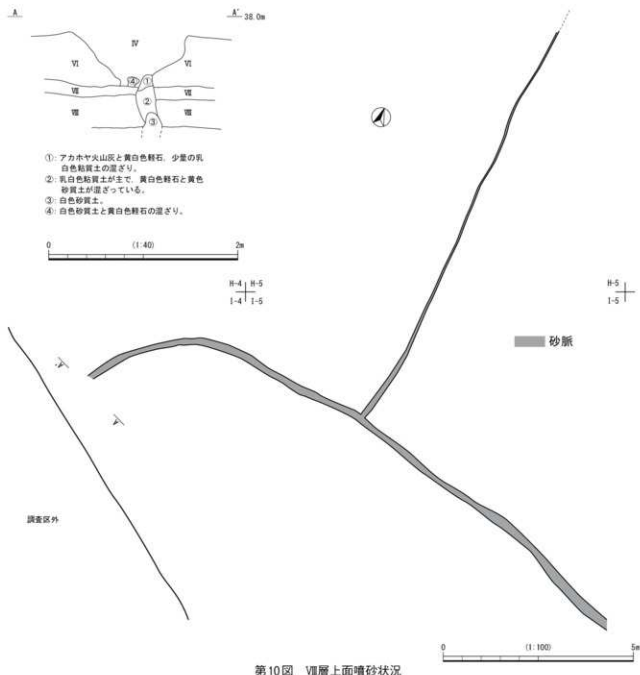 A A′ 38.0m
Ⅳ
Ⅵ Ⅵ
④ ①
Ⅶ ② Ⅶ
Ⅷ ③ Ⅷ
①: アカホヤ火山灰と黄白色軽石, 少量の乳
白色粘質土の混ざり。
②: 乳白色粘質土が主で, 黄白色軽石と黄色
砂質土が混ざっている。
③: 白色砂質土。
④: 白色砂質土と黄白色軽石の混ざり。
0 (1:40) 2m
H-4 H-5
I-4 I-5
H-5
I-5
砂脈
A′
A
調査区外
0 (1:100) 5m
第10図 Ⅷ層上面噴砂状況